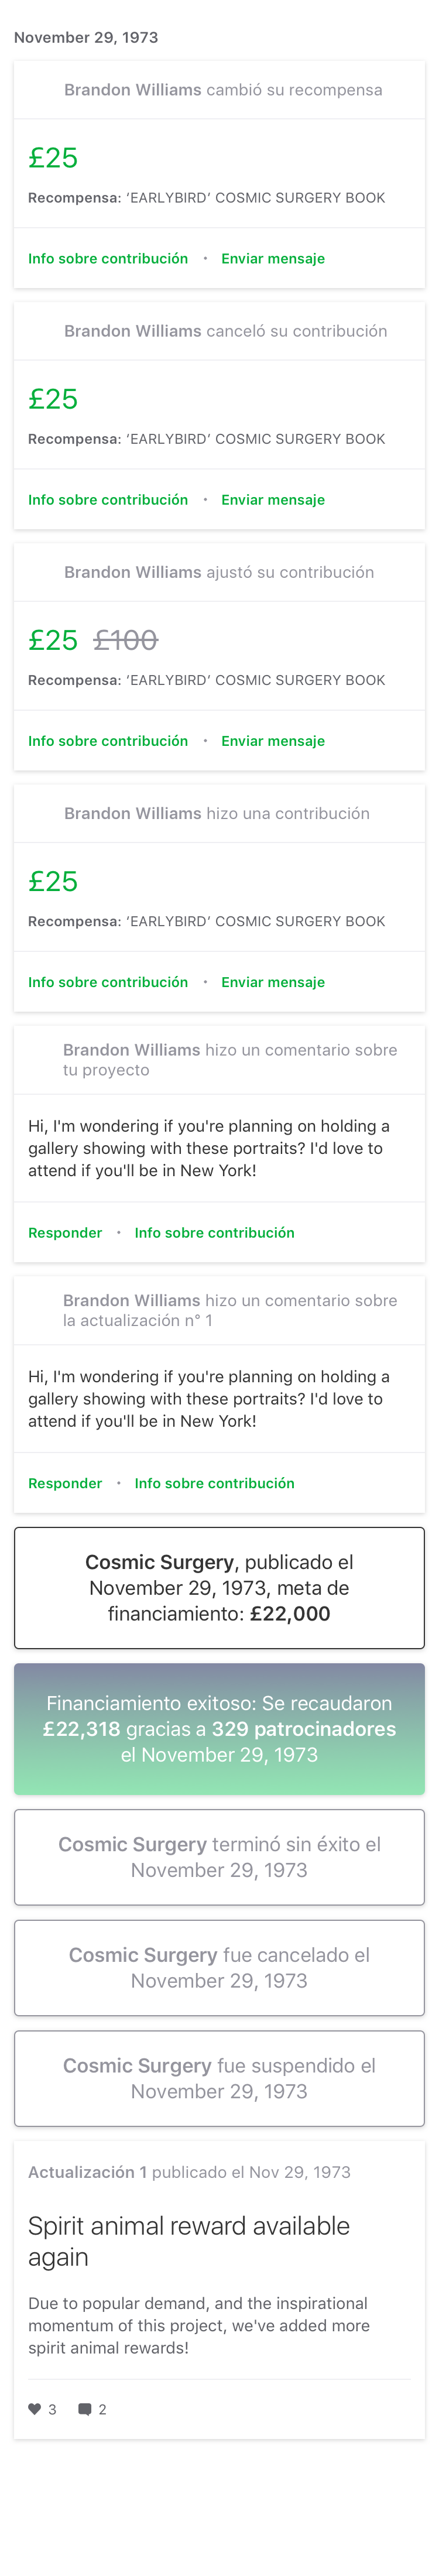 November 29, 1973
Brandon Williams cambió su recompensa
£25
Recompensa: ‘EARLYBIRD’ COSMIC SURGERY BOOK
Info sobre contribución • Enviar mensaje
Brandon Williams canceló su contribución
£25
Recompensa: ‘EARLYBIRD’ COSMIC SURGERY BOOK
Info sobre contribución • Enviar mensaje
Brandon Williams ajustó su contribución
£25 £100
Recompensa: ‘EARLYBIRD’ COSMIC SURGERY BOOK
Info sobre contribución • Enviar mensaje
Brandon Williams hizo una contribución
£25
Recompensa: ‘EARLYBIRD’ COSMIC SURGERY BOOK
Info sobre contribución • Enviar mensaje
Brandon Williams hizo un comentario sobre
tu proyecto
Hi, I'm wondering if you're planning on holding a
gallery showing with these portraits? I'd love to
attend if you'll be in New York!
Responder • Info sobre contribución
Brandon Williams hizo un comentario sobre
la actualización n° 1
Hi, I'm wondering if you're planning on holding a
gallery showing with these portraits? I'd love to
attend if you'll be in New York!
Responder • Info sobre contribución
Cosmic Surgery, publicado el
November 29, 1973, meta de
financiamiento: £22,000
Financiamiento exitoso: Se recaudaron
£22,318 gracias a 329 patrocinadores
el November 29, 1973
Cosmic Surgery terminó sin éxito el
November 29, 1973
Cosmic Surgery fue cancelado el
November 29, 1973
Cosmic Surgery fue suspendido el
November 29, 1973
Actualización 1 publicado el Nov 29, 1973
Spirit animal reward available
again
Due to popular demand, and the inspirational
momentum of this project, we've added more
spirit animal rewards!
3 2